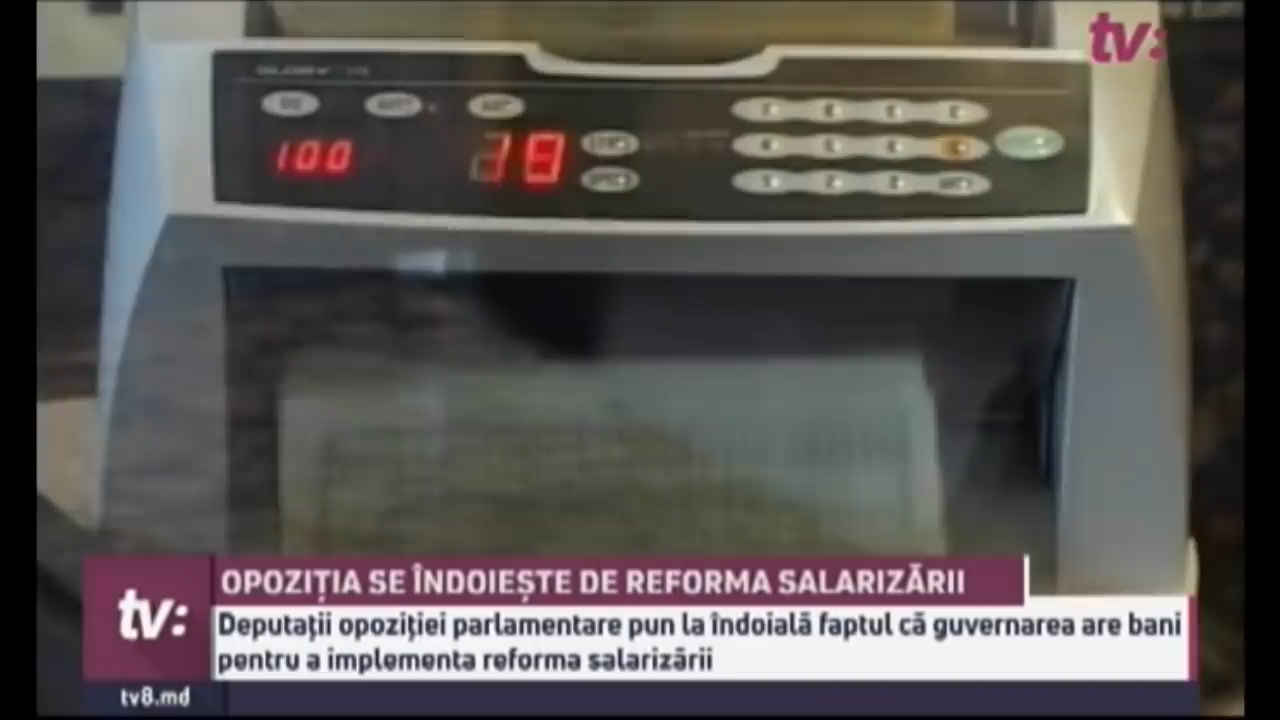 tv:
100
18
OPOZIȚIA SE ÎNDOIEȘTE DE REFORMA SALARIZĂRII
tv:
Deputații opoziției parlamentare pun la îndoială faptul că guvernarea are bani
pentru a implementa reforma salarizării
tv8.md